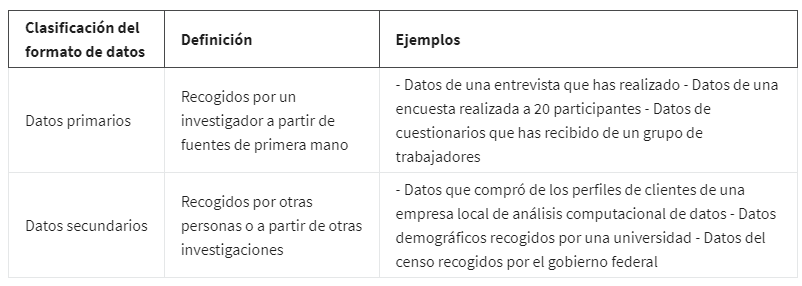 Clasificación del
formato de datos
Definición
Ejemplos
Datos primarios
Recogidos por un
investigador a partir de
fuentes de primera mano
- Datos de una entrevista que has realizado - Datos de una
encuesta realizada a 20 participantes - Datos de
cuestionarios que has recibido de un grupo de
trabajadores
Datos secundarios
Recogidos por otras
personas o a partir de otras
investigaciones
- Datos que compró de los perfiles de clientes de una
empresa local de análisis computacional de datos - Datos
demográficos recogidos por una universidad - Datos del
censo recogidos por el gobierno federal